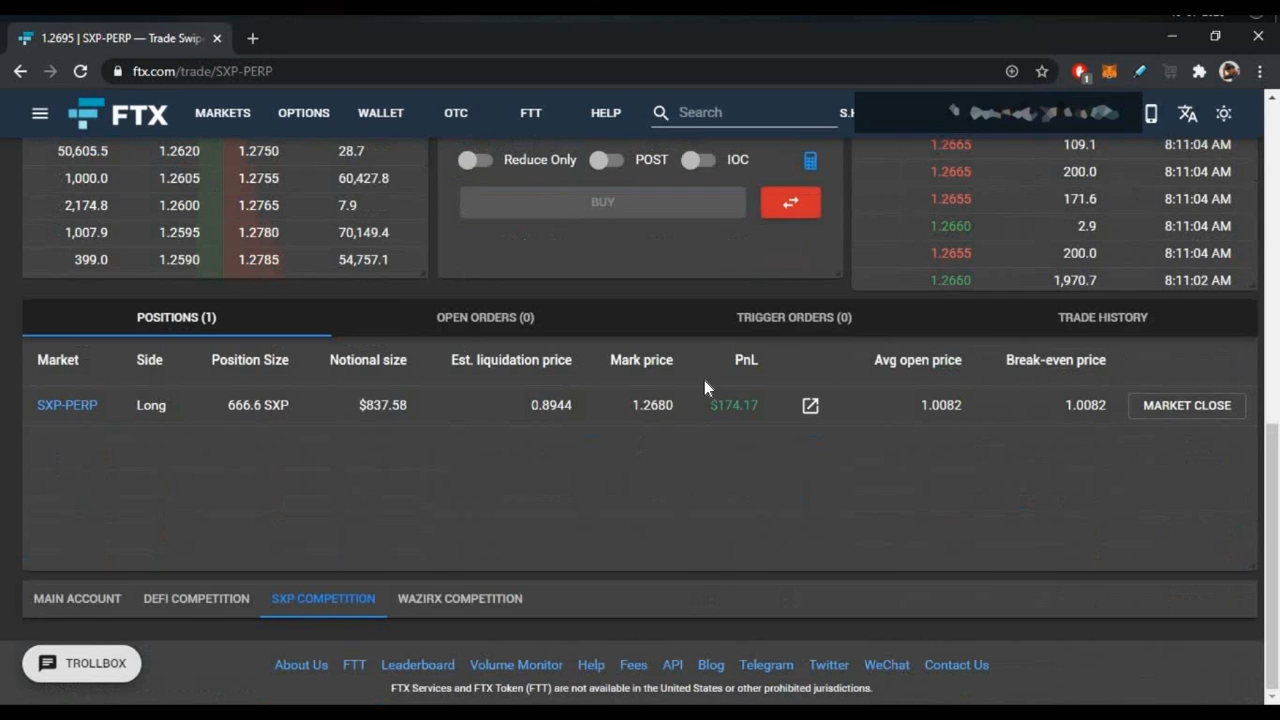 1.2695 | SXP-PERP — Trade Swip
ftx.com/trade/SXP-PERP
1
FTX MARKETS OPTIONS WALLET OTC FTT HELP Search S.H
50,605.5 1.2620 1.2750 28.7
1,000.0 1.2605 1.2755 60,427.8
2,174.8 1.2600 1.2765 7.9
1,007.9 1.2595 1.2780 70,149.4
399.0 1.2590 1.2785 54,757.1
Reduce Only POST IOC
BUY
1.2665 109.1 8:11:04 AM
1.2665 200.0 8:11:04 AM
1.2655 171.6 8:11:04 AM
1.2660 2.9 8:11:04 AM
1.2655 200.0 8:11:04 AM
1.2660 1,970.7 8:11:02 AM
POSITIONS (1) OPEN ORDERS (0) TRIGGER ORDERS (0) TRADE HISTORY
Market Side Position Size Notional size Est. liquidation price Mark price PnL Avg open price Break-even price
SXP-PERP Long 666.6 SXP $837.58 0.8944 1.2680 $174.17 1.0082 1.0082 MARKET CLOSE
MAIN ACCOUNT DEFI COMPETITION SXP COMPETITION WAZIRX COMPETITION
TROLLBOX
About Us FTT Leaderboard Volume Monitor Help Fees API Blog Telegram Twitter WeChat Contact Us
FTX Services and FTX Token (FTT) are not available in the United States or other prohibited jurisdictions.